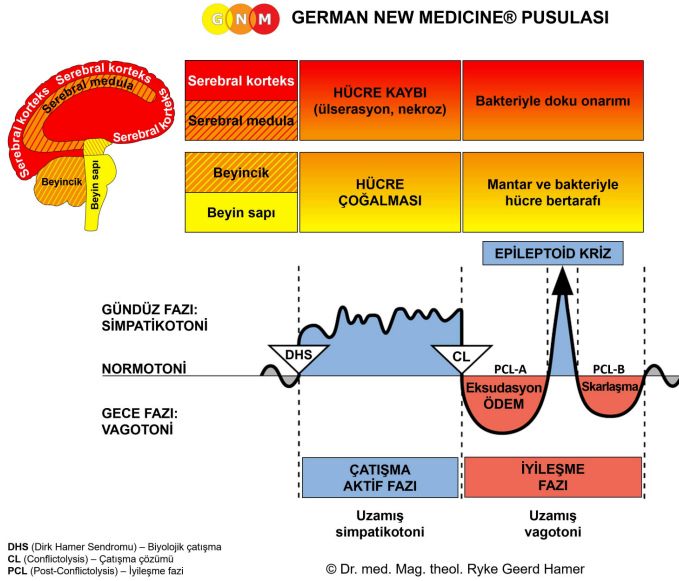 G N M GERMAN NEW MEDICINE® PUSULASI
Serebral korteks
Serebral korteks
Serebral korteks
Serebral korteks
Serebral medula
Beyincik
Beyin sapı
Serebral korteks
Serebral medula
HÜCRE KAYBI
(ülserasyon, nekroz)
Bakteriyle doku onarımı
Beyincik
Beyin sapı
HÜCRE
ÇOĞALMASI
Mantar ve bakteriyle
hücre bertarafı
EPİLEPTOİD KRİZ
GÜNDÜZ FAZI:
SİMPATİKOTONİ
DHS
CL
NORMOTONİ
PCL-A
PCL-B
Eksudasyon
ÖDEM
Skarlaşma
GECE FAZI:
VAGOTONİ
ÇATIŞMA
AKTİF FAZI
İYİLEŞME
FAZI
Uzamış
simpatikotoni
Uzamış
vagotoni
DHS (Dirk Hamer Sendromu) – Biyolojik çatışma
CL (Conflictolysis) – Çatışma çözümü
PCL (Post-Conflictolysis) – İyileşme fazi
© Dr. med. Mag. theol. Ryke Geerd Hamer